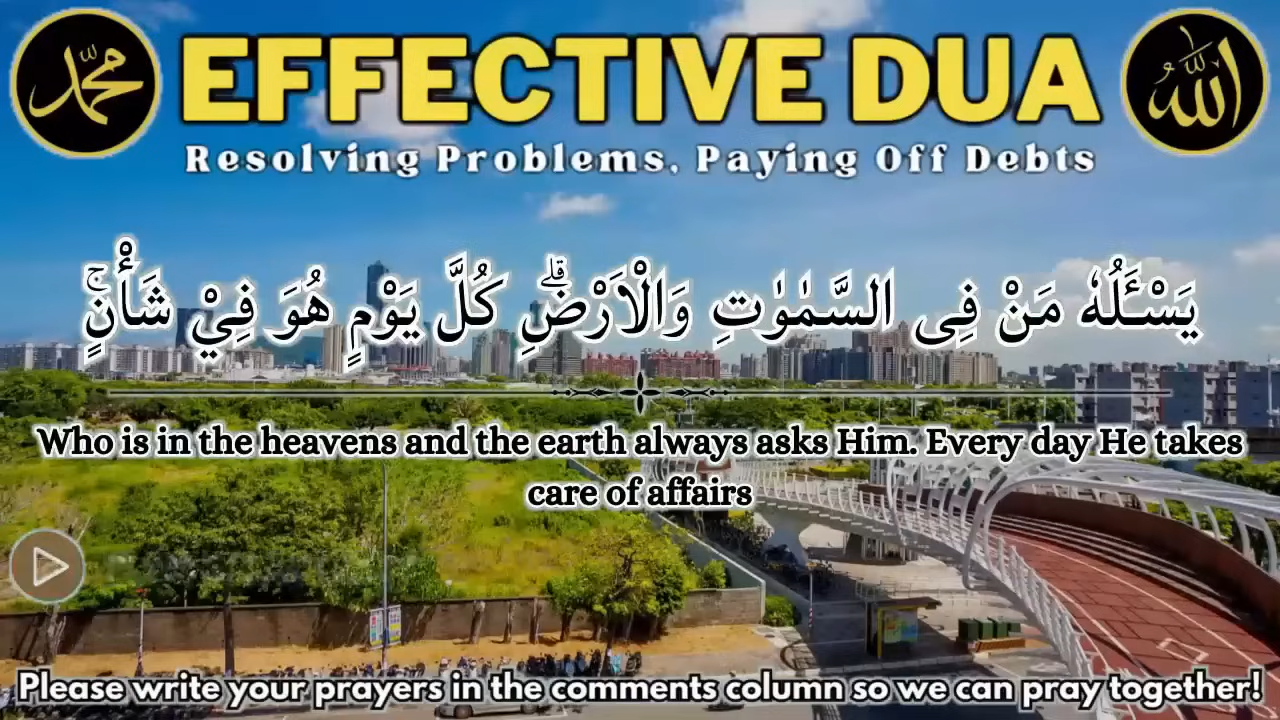 محمد
EFFECTIVE DUA
الله
Resolving Problems, Paying Off Debts
يَسْـَٔلُهٗ مَنْ فِى السَّمٰوٰتِ وَالْاَرْضِۗ كُلَّ يَوْمٍ هُوَ فِيْ شَأْنٍۚ
Who is in the heavens and the earth always asks Him. Every day He takes
care of affairs
Please write your prayers in the comments column so we can pray together!